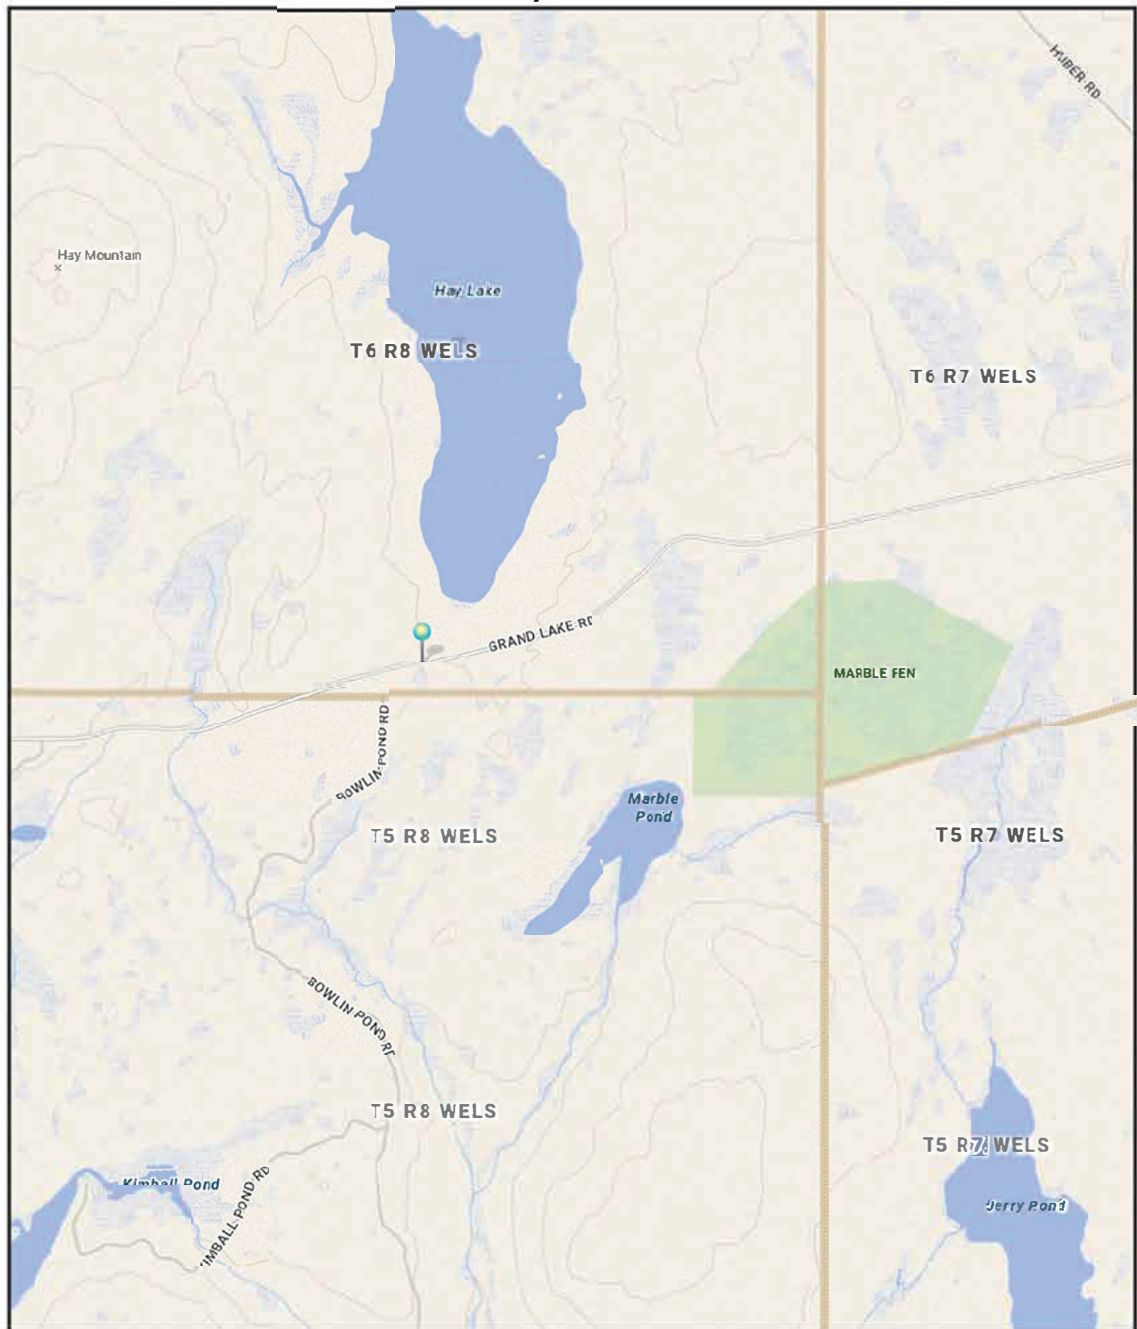 HUBER RD
Hay Mountain
Hay Lake
T6 R8 WELS
T6 R7 WELS
GRAND LAKE RD
MARBLE FEN
BOWLIN POND RD
Marble
Pond
T5 R8 WELS
T5 R7 WELS
BOWLIN POND RD
T5 R8 WELS
T5 R7 WELS
Kimball Pond
KIMBALL POND RD
Jerry Pond